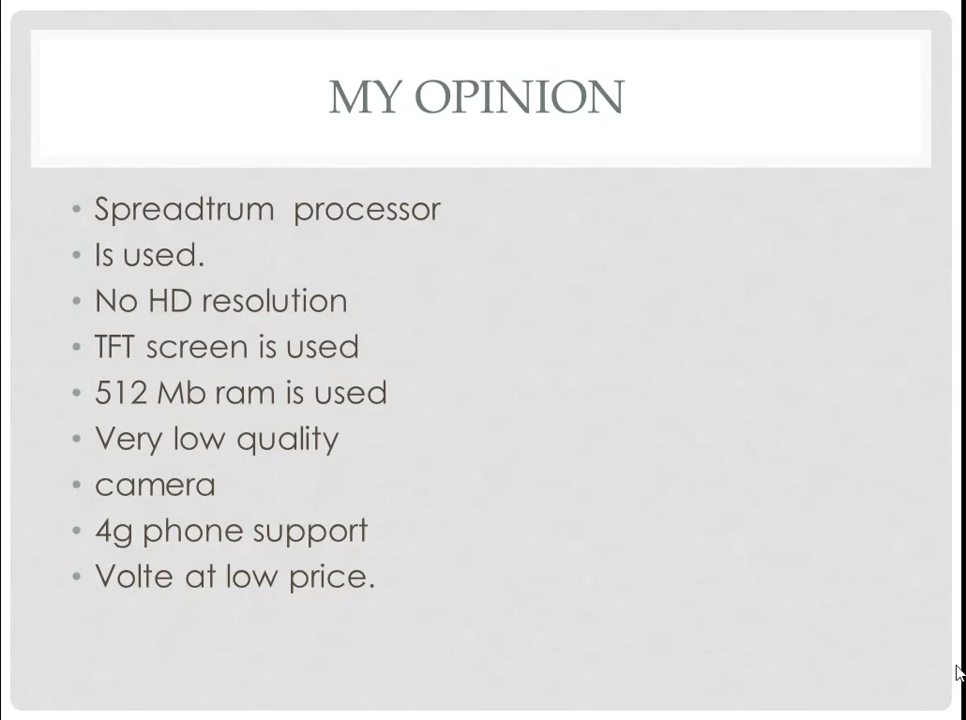 MY OPINION
• Spreadtrum processor
• Is used.
• No HD resolution
• TFT screen is used
• 512 Mb ram is used
• Very low quality
• camera
• 4g phone support
• Volte at low price.